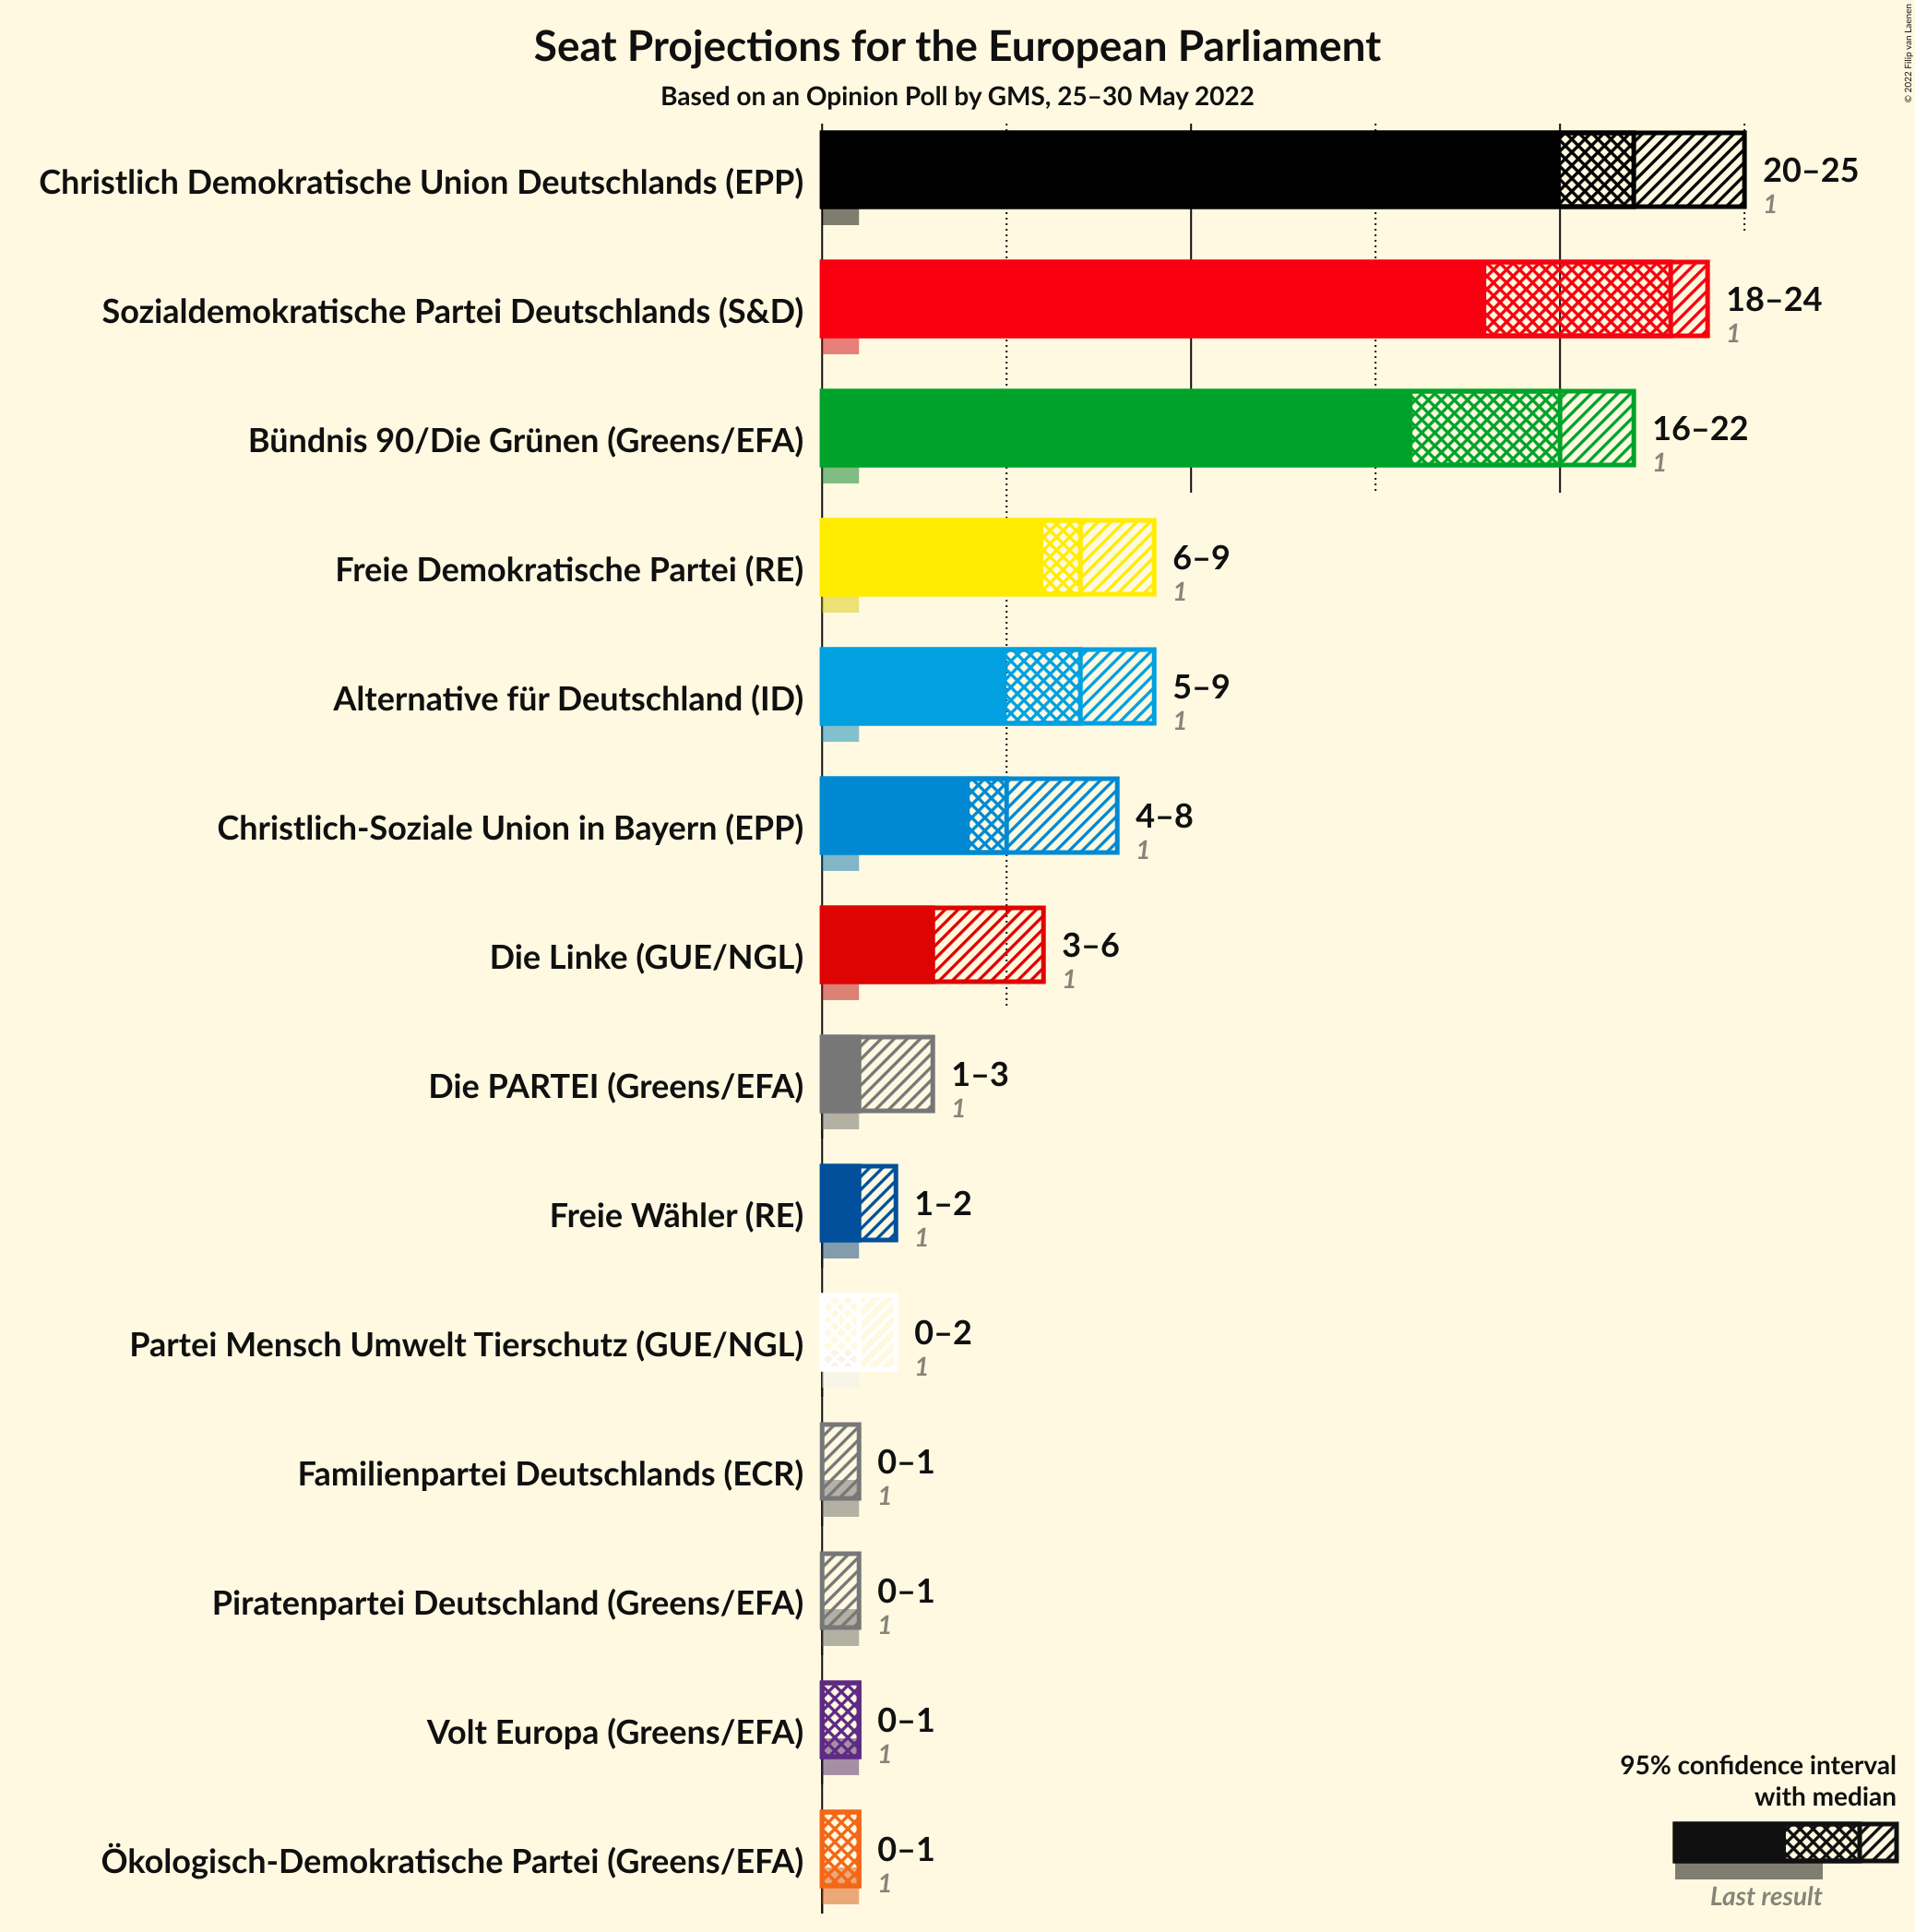 Seat Projections for the European Parliament
Based on an Opinion Poll by GMS, 25–30 May 2022
© 2022 Filip van Laenen
Christlich Demokratische Union Deutschlands (EPP)
20–25
1
Sozialdemokratische Partei Deutschlands (S&D)
18–24
1
Bündnis 90/Die Grünen (Greens/EFA)
16–22
1
Freie Demokratische Partei (RE)
6–9
1
Alternative für Deutschland (ID)
5–9
1
Christlich-Soziale Union in Bayern (EPP)
4–8
1
Die Linke (GUE/NGL)
3–6
1
Die PARTEI (Greens/EFA)
1–3
1
Freie Wähler (RE)
1–2
1
Partei Mensch Umwelt Tierschutz (GUE/NGL)
0–2
1
Familienpartei Deutschlands (ECR)
0–1
1
Piratenpartei Deutschland (Greens/EFA)
0–1
1
Volt Europa (Greens/EFA)
0–1
1
Ökologisch-Demokratische Partei (Greens/EFA)
0–1
1
95% confidence interval
with median
Last result